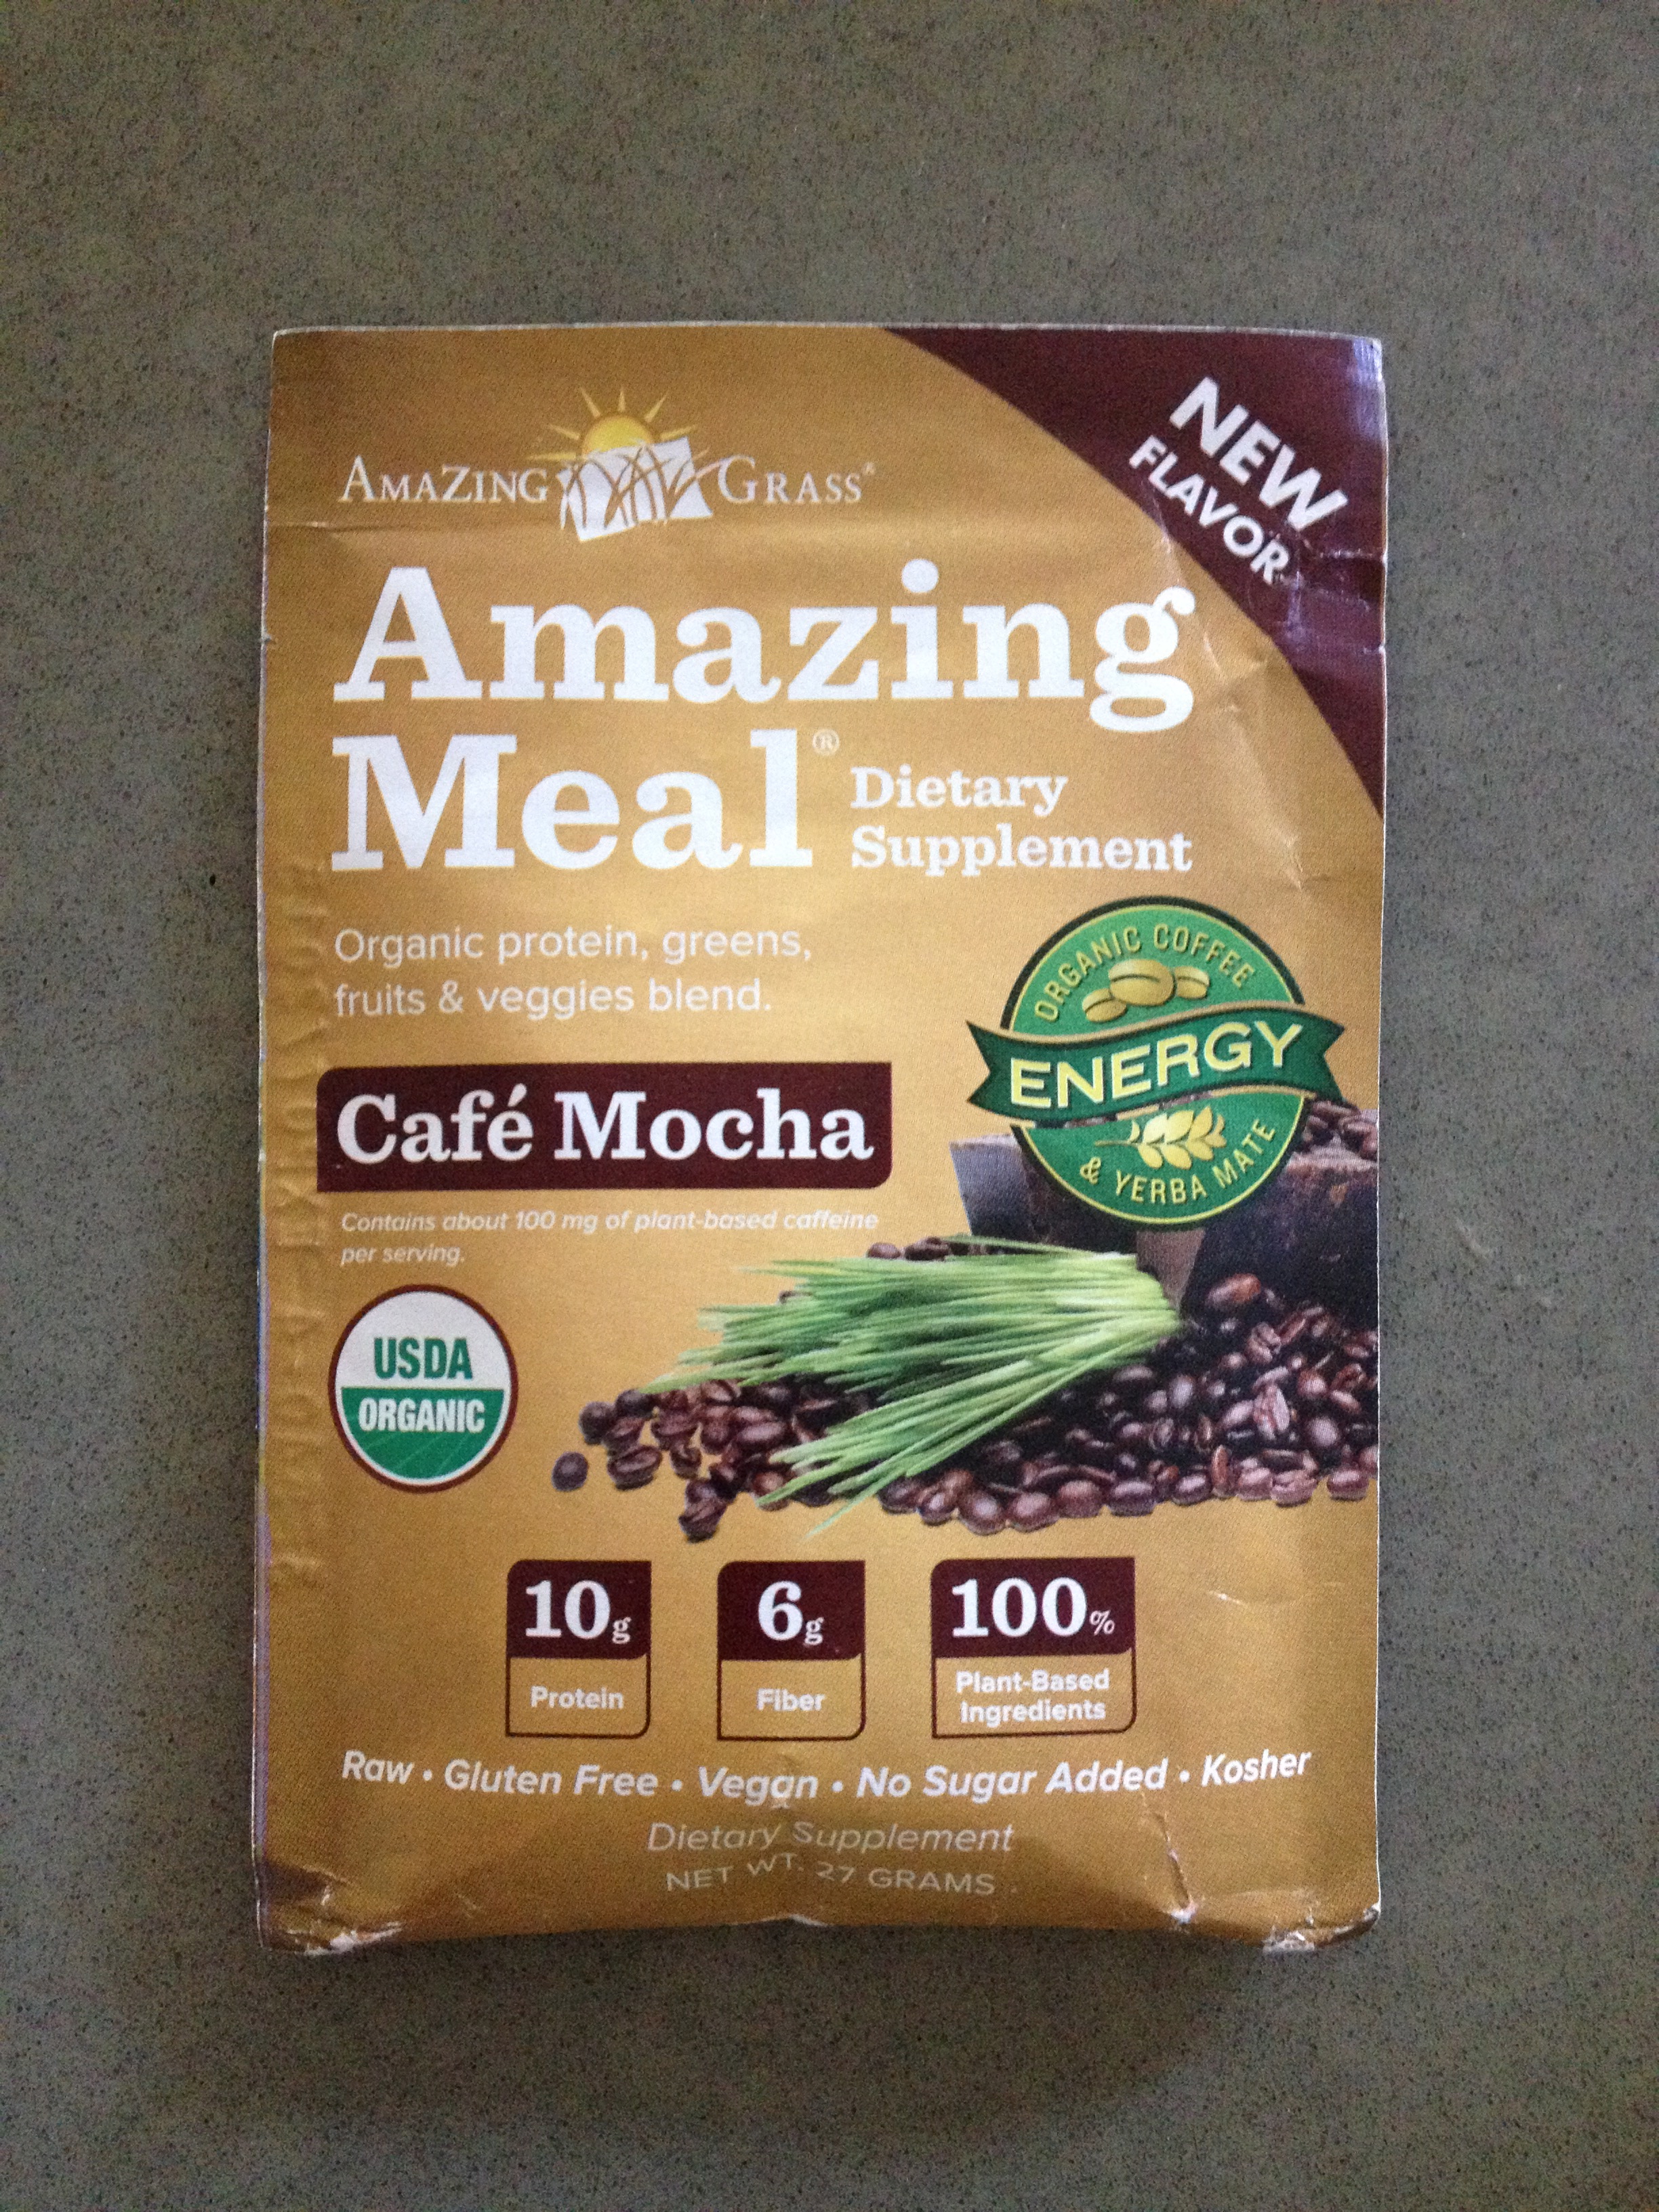 AMAZING GRASS®
NEW
FLAVOR
Amazing
Meal®
Dietary
Supplement
Organic protein, greens,
fruits & veggies blend.
ORGANIC COFFEE
ENERGY
& YERBA MATE
Café Mocha
Contains about 100 mg of plant-based caffeine
per serving.
USDA
ORGANIC
10g
Protein
6g
Fiber
100%
Plant-Based
Ingredients
Raw • Gluten Free • Vegan • No Sugar Added • Kosher
Dietary Supplement
NET WT. 27 GRAMS